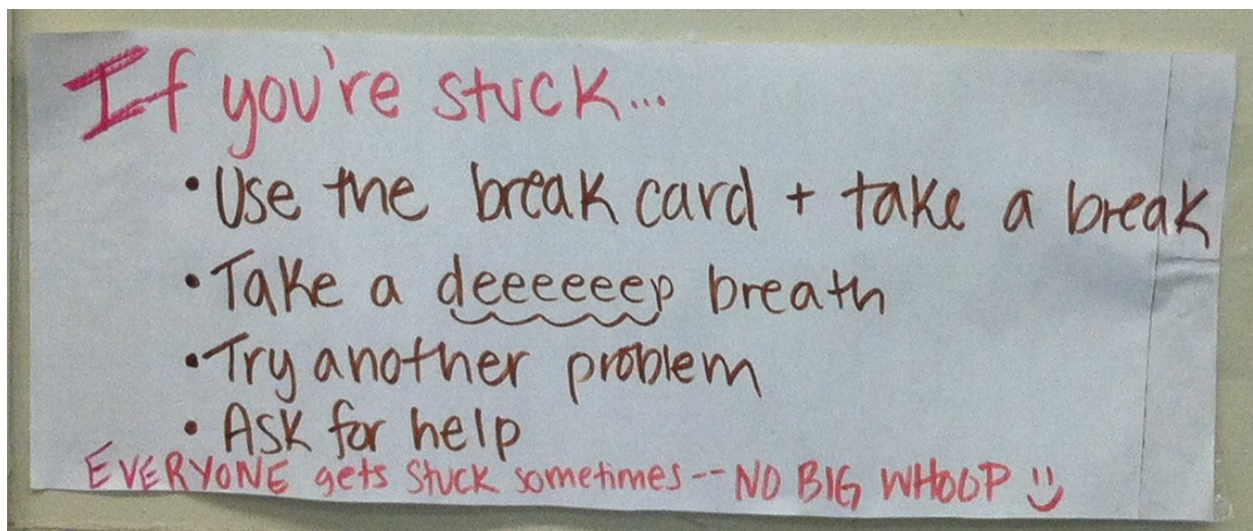 If you're stuck...
• Use the break card + take a break
• Take a deeeeeep breath
• Try another problem
• Ask for help
EVERYONE gets stuck sometimes -- NO BIG WHOOP :)